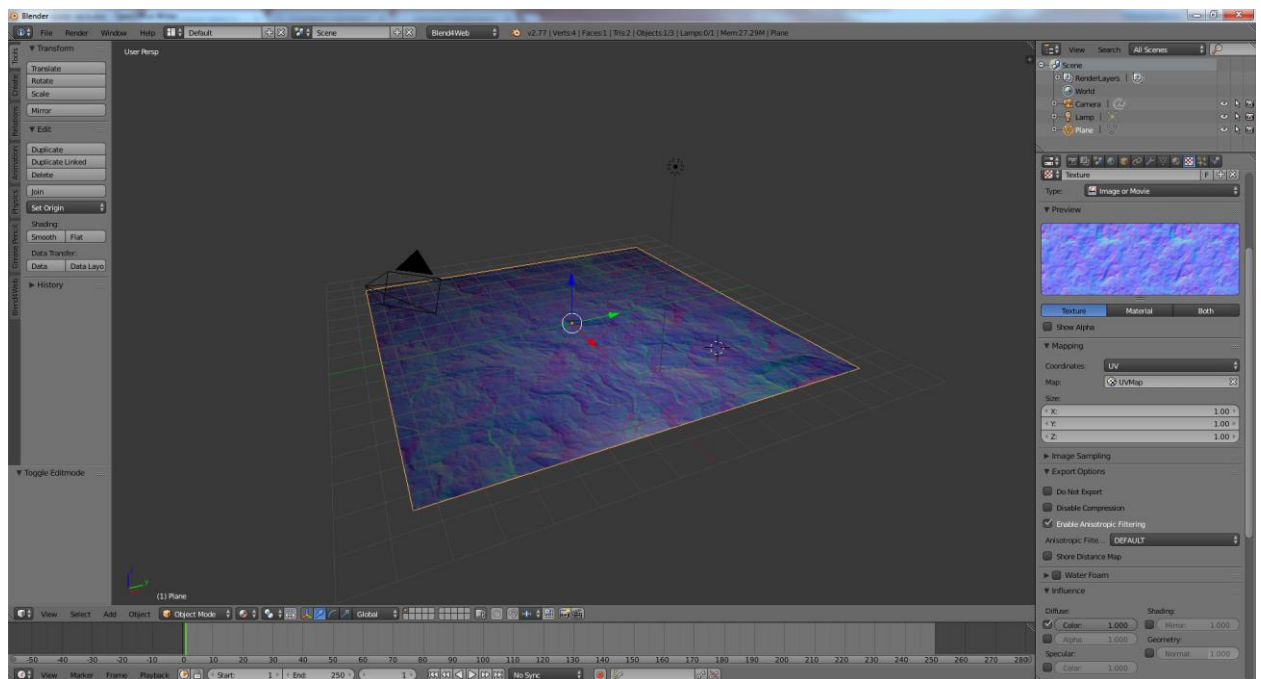 Blender
File Render Window Help Default Scene Blend4Web v2.77 | Verts:4 | Faces:1 | Tris:2 | Objects:1/3 | Lamps:0/1 | Mem:27.29M | Plane
Tools
Create
Relations
Animation
Physics
Grease Pencil
Blend4Web
Transform
Translate
Rotate
Scale
Mirror
Edit
Duplicate
Duplicate Linked
Delete
Join
Set Origin
Shading:
Smooth Flat
Data Transfer:
Data Data Layo
History
Toggle Editmode
User Persp
(1) Plane
View Select Add Object Object Mode Global
-50 -40 -30 -20 -10 0 10 20 30 40 50 60 70 80 90 100 110 120 130 140 150 160 170 180 190 200 210 220 230 240 250 260 270 280
View Marker Frame Playback Start: 1 End: 250 1 No Sync
View Search All Scenes
Scene
RenderLayers |
World
Camera |
Lamp |
Plane |
Texture F
Type: Image or Movie
Preview
Texture Material Both
Show Alpha
Mapping
Coordinates: UV
Map: UVMap
Size:
X: 1.00
Y: 1.00
Z: 1.00
Image Sampling
Export Options
Do Not Export
Disable Compression
Enable Anisotropic Filtering
Anisotropic Filte... DEFAULT
Shore Distance Map
Water Foam
Influence
Diffuse: Shading:
Color: 1.000 Mirror: 1.000
Alpha: 1.000 Geometry:
Specular: Normal: 1.000
Color: 1.000